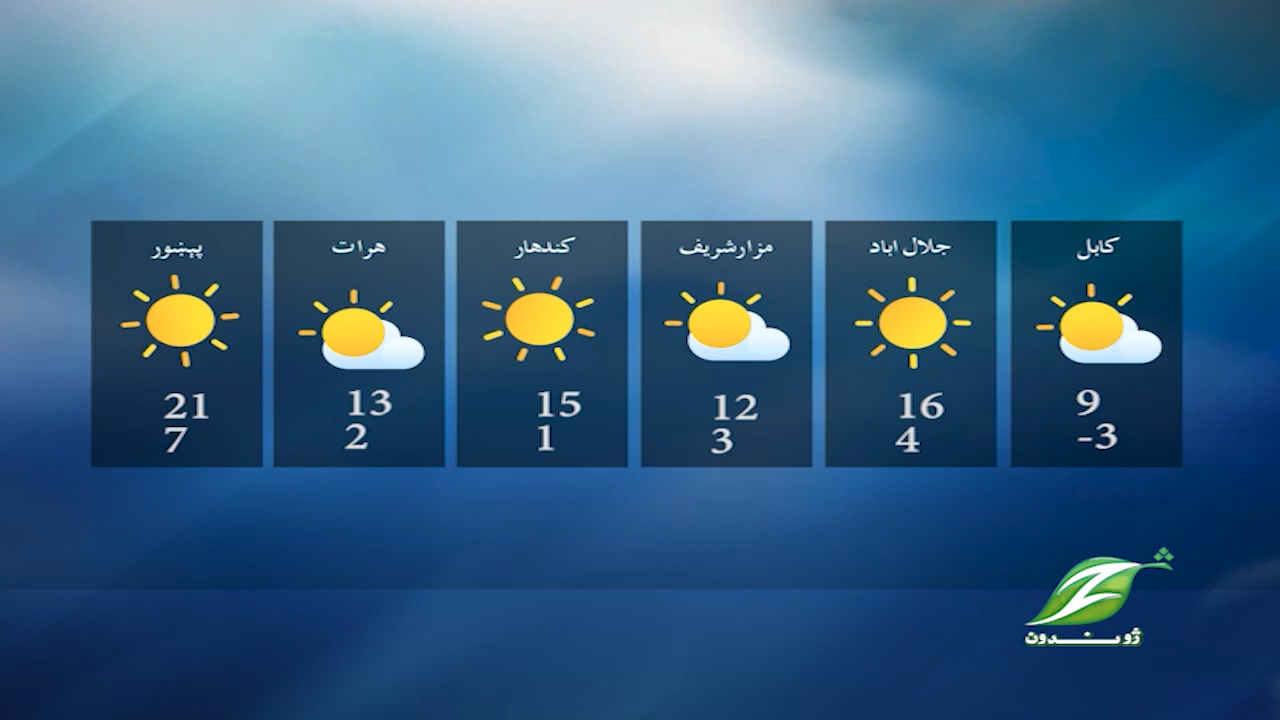 کابل
9
-3
جلال اباد
16
4
مزارشریف
12
3
کندهار
15
1
هرات
13
2
پېښور
21
7
ژوندون